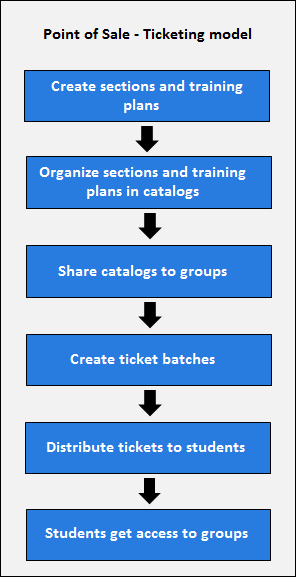 Point of Sale - Ticketing model
Create sections and training
plans
Organize sections and training
plans in catalogs
Share catalogs to groups
Create ticket batches
Distribute tickets to students
Students get access to groups